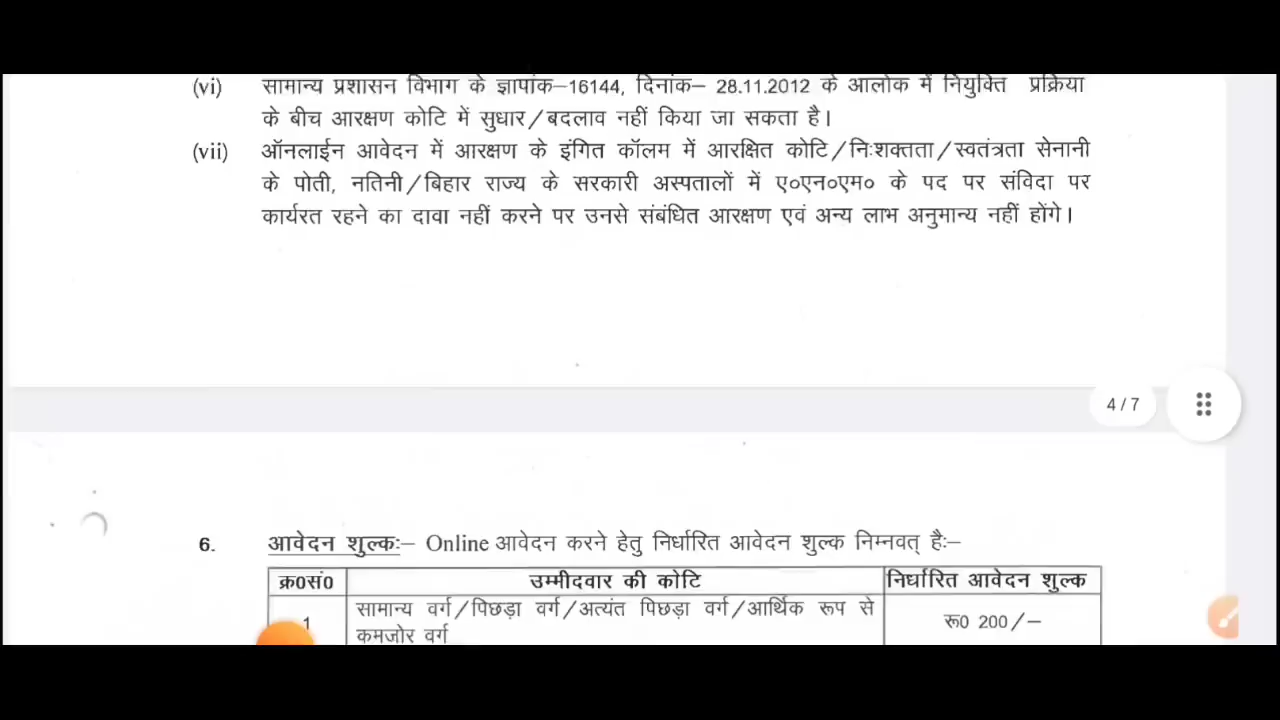 (vi) सामान्य प्रशासन विभाग के ज्ञापांक–16144, दिनांक– 28.11.2012 के आलोक में नियुक्ति प्रक्रिया
के बीच आरक्षण कोटि में सुधार/बदलाव नहीं किया जा सकता है।
(vii) ऑनलाईन आवेदन में आरक्षण के इंगित कॉलम में आरक्षित कोटि/निःशक्तता/स्वतंत्रता सेनानी
के पोती, नतिनी/बिहार राज्य के सरकारी अस्पतालों में ए०एन०एम० के पद पर संविदा पर
कार्यरत रहने का दावा नहीं करने पर उनसे संबंधित आरक्षण एवं अन्य लाभ अनुमान्य नहीं होंगे।
4 / 7
6. आवेदन शुल्कः– Online आवेदन करने हेतु निर्धारित आवेदन शुल्क निम्नवत् हैः–
क्र0सं0 उम्मीदवार की कोटि निर्धारित आवेदन शुल्क
1 सामान्य वर्ग/पिछड़ा वर्ग/अत्यंत पिछड़ा वर्ग/आर्थिक रूप से रू0 200/–
कमजोर वर्ग